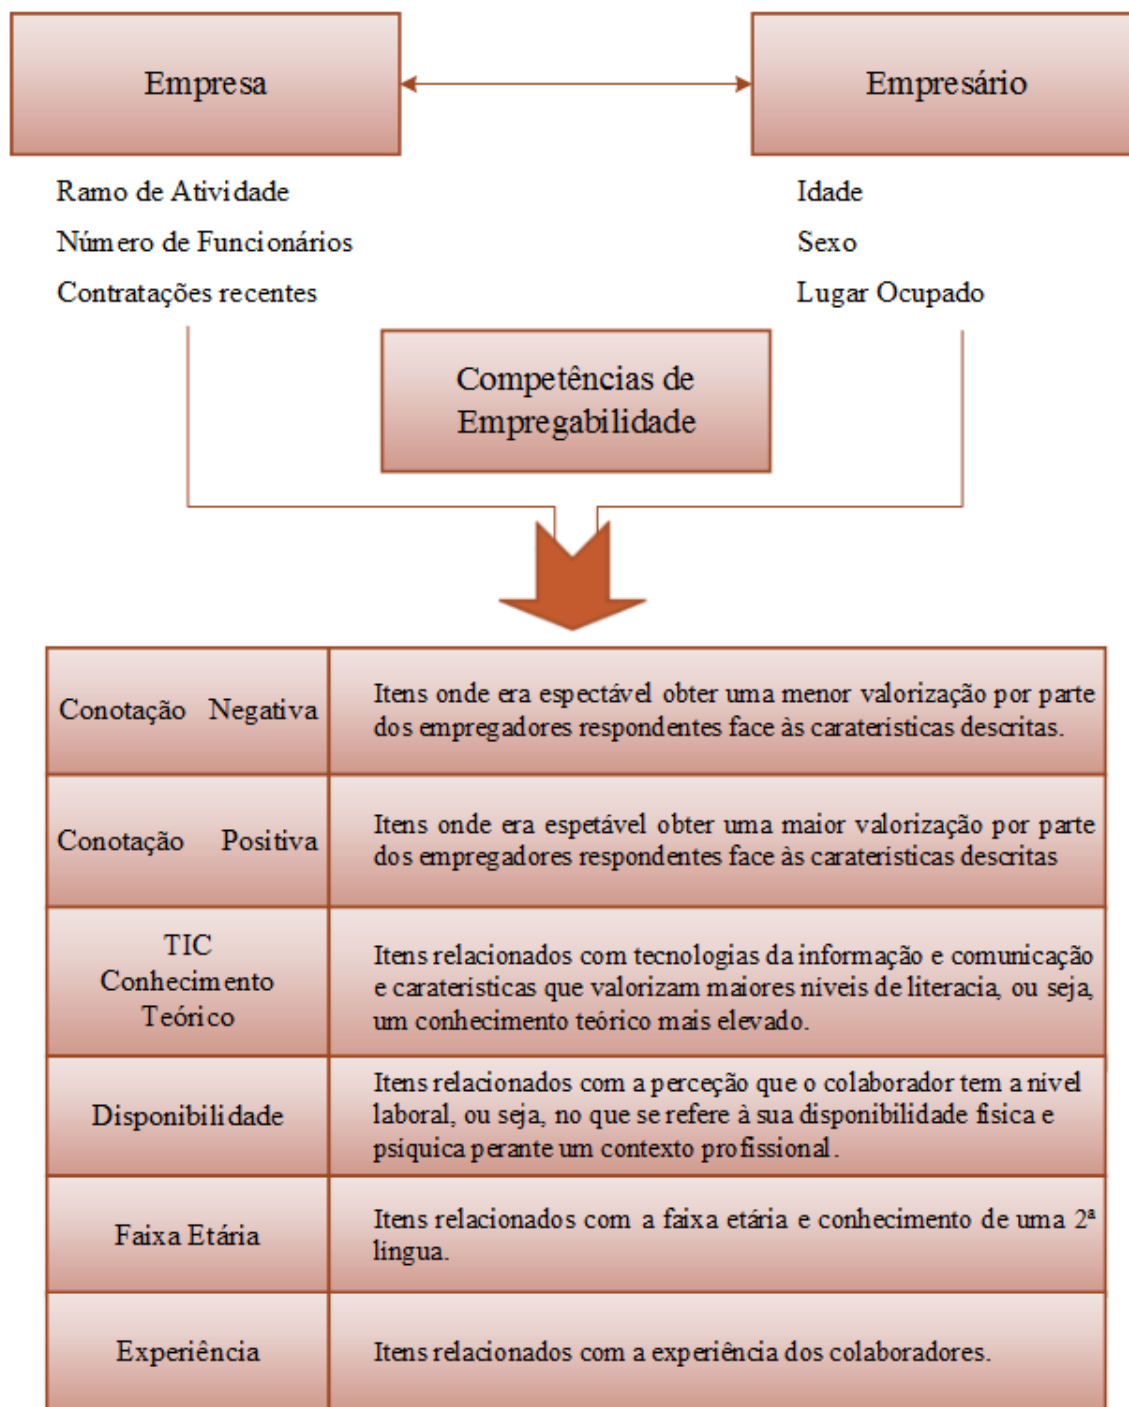 Empresa
Empresário
Ramo de Atividade
Número de Funcionários
Contratações recentes
Idade
Sexo
Lugar Ocupado
Competências de
Empregabilidade
Conotação Negativa
Itens onde era espectável obter uma menor valorização por parte
dos empregadores respondentes face às caraterísticas descritas.
Conotação Positiva
Itens onde era espetável obter uma maior valorização por parte
dos empregadores respondentes face às caraterísticas descritas
TIC
Conhecimento
Teórico
Itens relacionados com tecnologias da informação e comunicação
e caraterísticas que valorizam maiores níveis de literacia, ou seja,
um conhecimento teórico mais elevado.
Disponibilidade
Itens relacionados com a perceção que o colaborador tem a nível
laboral, ou seja, no que se refere à sua disponibilidade física e
psíquica perante um contexto profissional.
Faixa Etária
Itens relacionados com a faixa etária e conhecimento de uma 2ª
língua.
Experiência
Itens relacionados com a experiência dos colaboradores.